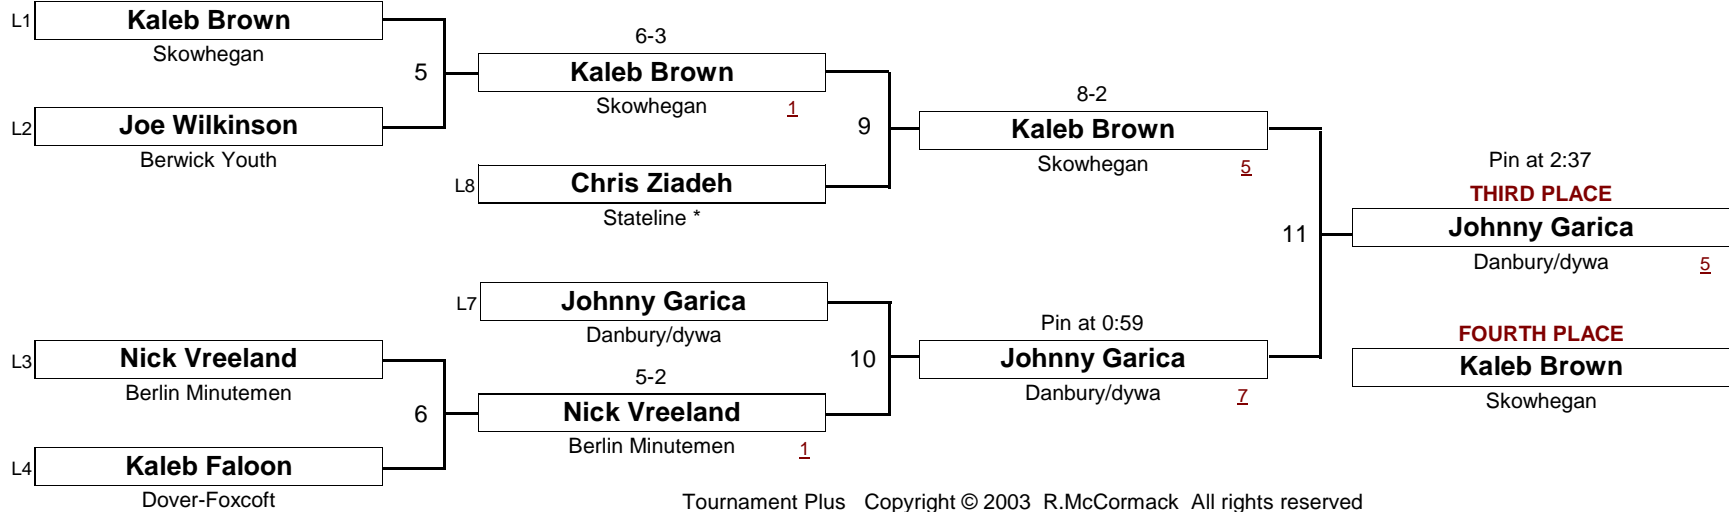 L1 Kaleb Brown
Skowhegan
5
L2 Joe Wilkinson
Berwick Youth
6-3
Kaleb Brown
Skowhegan 1
9
L8 Chris Ziadeh
Stateline *
8-2
Kaleb Brown
Skowhegan 5
11
Pin at 2:37
THIRD PLACE
Johnny Garica
Danbury/dywa 5
L7 Johnny Garica
Danbury/dywa
10
Pin at 0:59
Johnny Garica
Danbury/dywa 7
FOURTH PLACE
Kaleb Brown
Skowhegan
L3 Nick Vreeland
Berlin Minutemen
6
5-2
Nick Vreeland
Berlin Minutemen 1
L4 Kaleb Faloon
Dover-Foxcoft
Tournament Plus Copyright © 2003 R.McCormack All rights reserved